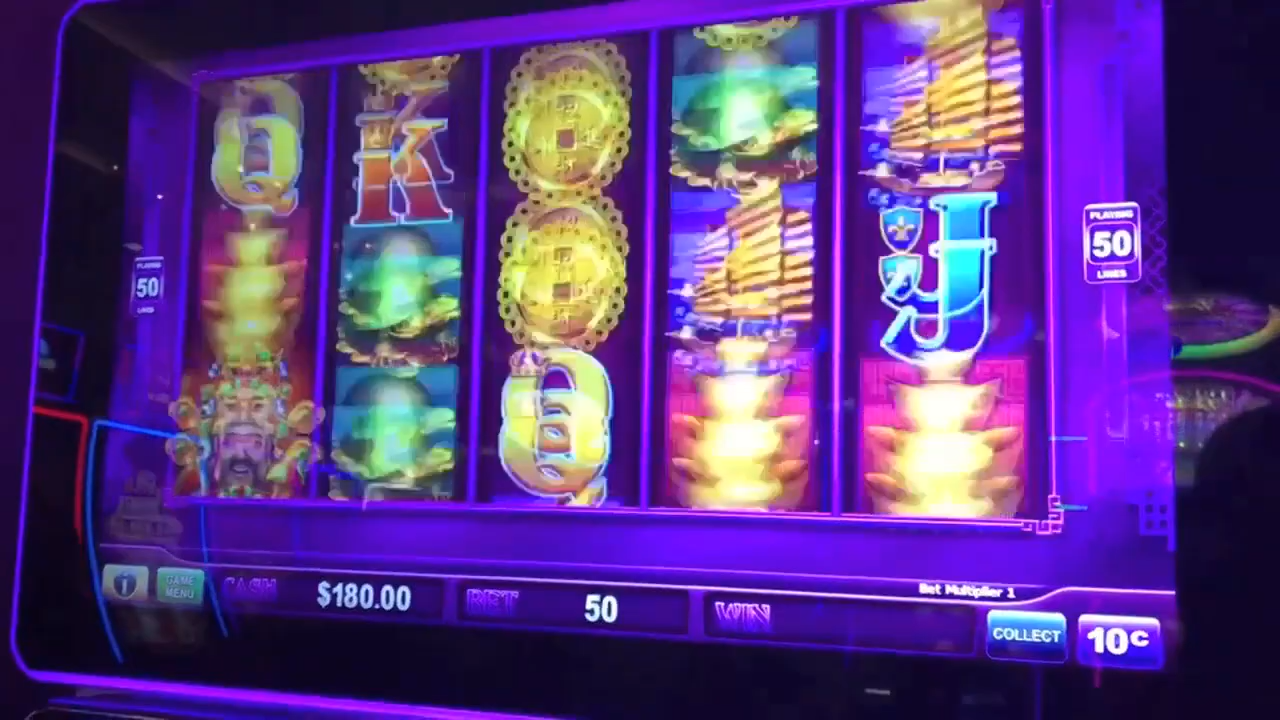 Q
K
J
Q
PLAYING
50
LINES
PLAYING
50
LINES
Bet Multiplier 1
GAME
MENU
CASH
$180.00
BET
50
WIN
COLLECT
10¢